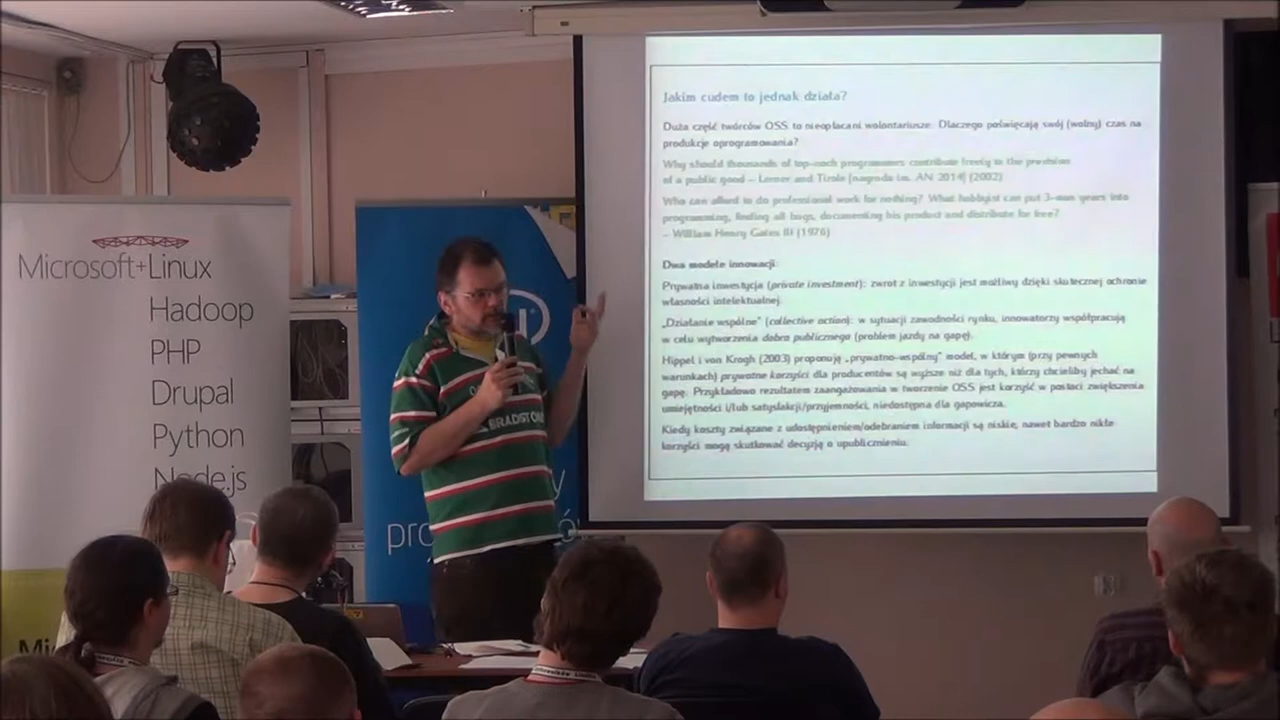 Microsoft+Linux
Hadoop
PHP
Drupal
Python
Node.js
Mi
BRADSTO
y
pro
Jakim cudem to jednak działa?
Duża część twórców OSS to nieopłacani wolontariusze. Dlaczego poświęcają swój (wolny) czas na
produkcje oprogramowania?
Why should thousands of top-noch programmers contribute freely to the provision
of a public good – Lerner and Tirole [nagroda im. AN 2014] (2002)
Who can afford to do professional work for nothing? What hobbyist can put 3-man years into
programming, finding all bugs, documenting his product and distribute for free?
– William Henry Gates III (1976)
Dwa modele innowacji:
Prywatna inwestycja (private investment): zwrot z inwestycji jest możliwy dzięki skutecznej ochronie
własności intelektualnej.
„Działanie wspólne" (collective action): w sytuacji zawodności rynku, innowatorzy współpracują
w celu wytworzenia dobra publicznego (problem jazdy na gapę).
Hippel i von Krogh (2003) proponują „prywatno-wspólny" model, w którym (przy pewnych
warunkach) prywatne korzyści dla producentów są wyższe niż dla tych, którzy chcieliby jechać na
gapę. Przykładowo rezultatem zaangażowania w tworzenie OSS jest korzyść w postaci zwiększenia
umiejętności i/lub satysfakcji/przyjemności, niedostępna dla gapowicza.
Kiedy koszty związane z udostępnieniem/odebraniem informacji są niskie, nawet bardzo nikłe
korzyści mogą skutkować decyzją o upublicznieniu.